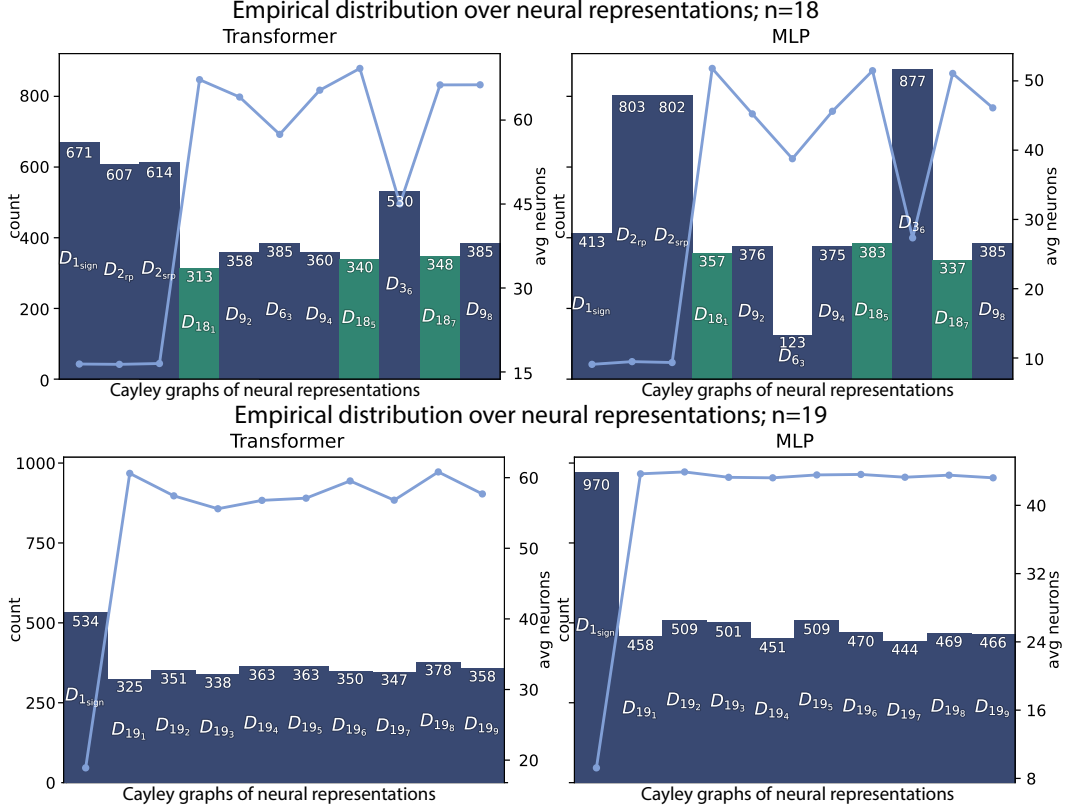 Empirical distribution over neural representations; n=18
Transformer
800
600
400
200
0
count
671
607
614
313
358
385
360
340
530
348
385
D1sign
D2rp
D2srp
D181
D92
D63
D94
D185
D36
D187
D98
60
45
30
15
avg neurons
Cayley graphs of neural representations
MLP
count
413
803
802
357
376
123
375
383
877
337
385
D1sign
D2rp
D2srp
D181
D92
D63
D94
D185
D36
D187
D98
50
40
30
20
10
avg neurons
Cayley graphs of neural representations
Empirical distribution over neural representations; n=19
Transformer
1000
750
500
250
0
count
534
325
351
338
363
363
350
347
378
358
D1sign
D191
D192
D193
D194
D195
D196
D197
D198
D199
60
50
40
30
20
avg neurons
Cayley graphs of neural representations
MLP
count
970
458
509
501
451
509
470
444
469
466
D1sign
D191
D192
D193
D194
D195
D196
D197
D198
D199
40
32
24
16
8
avg neurons
Cayley graphs of neural representations